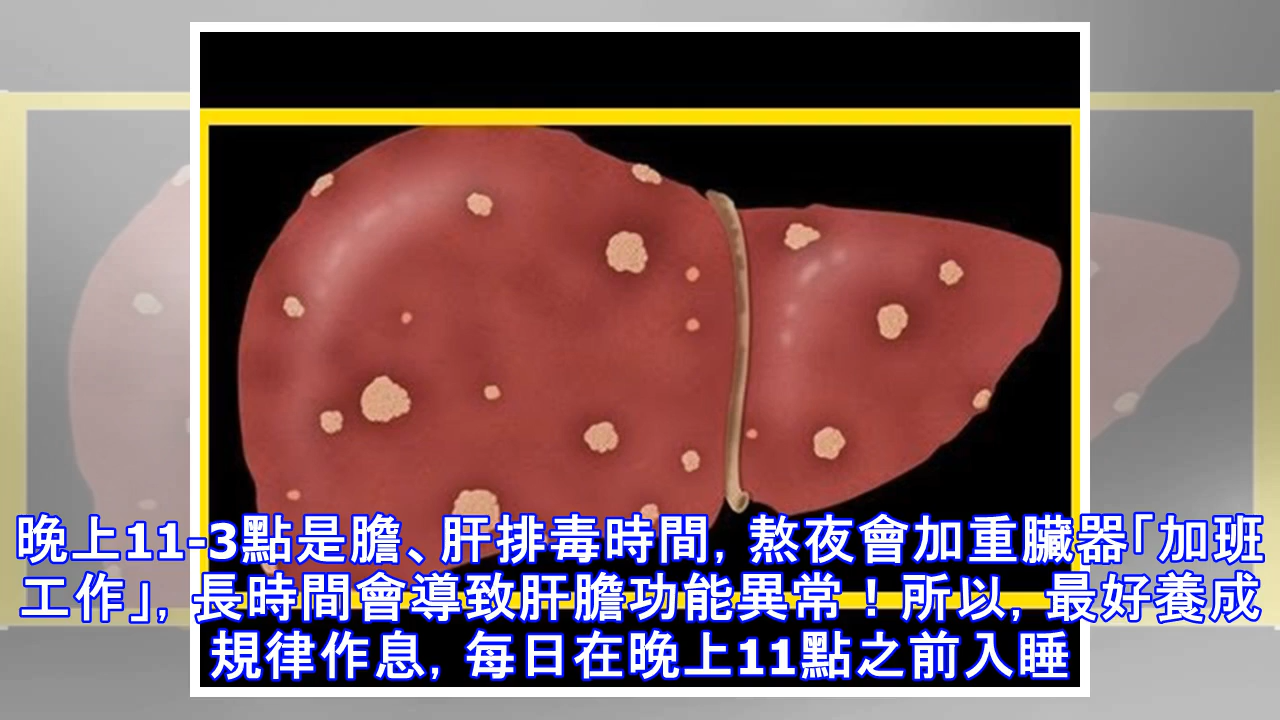 晚上11-3點是膽、肝排毒時間, 熬夜會加重臟器「加班
工作」, 長時間會導致肝膽功能異常！所以, 最好養成
規律作息, 每日在晚上11點之前入睡